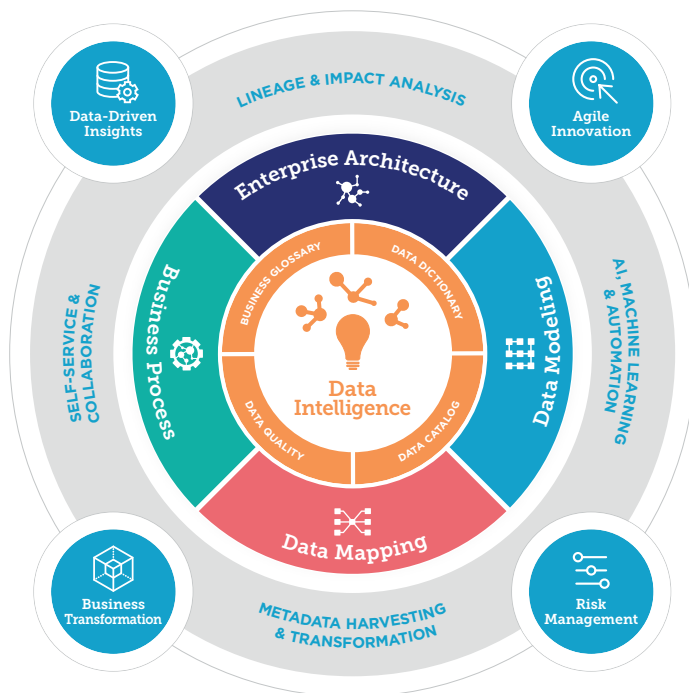 LINEAGE & IMPACT ANALYSIS
Data-Driven
Insights
Agile
Innovation
Enterprise Architecture
BUSINESS GLOSSARY
DATA DICTIONARY
SELF-SERVICE &
COLLABORATION
Business Process
Data
Intelligence
Data Modeling
AI, MACHINE LEARNING
& AUTOMATION
DATA QUALITY
DATA CATALOG
Data Mapping
Business
Transformation
METADATA HARVESTING
& TRANSFORMATION
Risk
Management